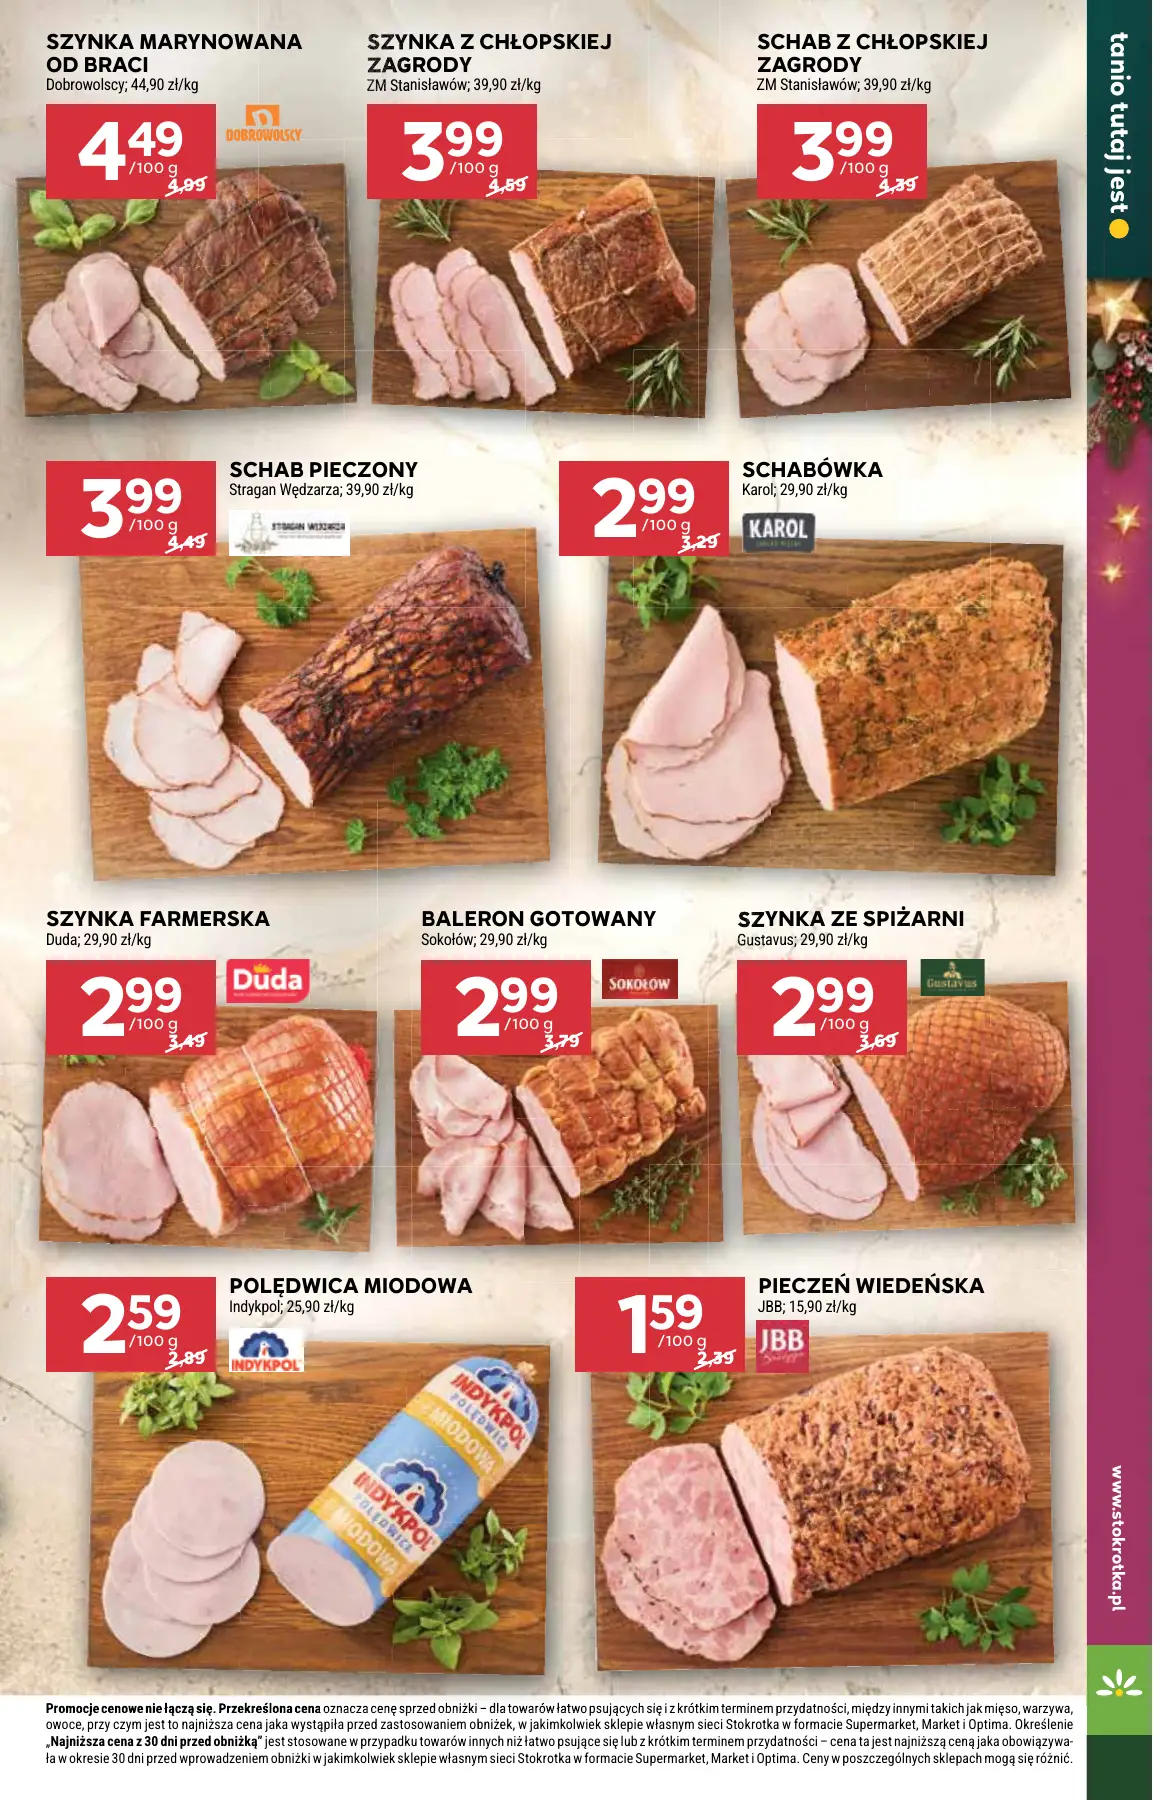 SZYNKA MARYNOWANA
OD BRACI
Dobrowolscy; 44,90 zł/kg
4 49
/100 g
4,99
DOBROWOLSCY
SZYNKA Z CHŁOPSKIEJ
ZAGRODY
ZM Stanisławów; 39,90 zł/kg
3 99
/100 g
4,59
SCHAB Z CHŁOPSKIEJ
ZAGRODY
ZM Stanisławów; 39,90 zł/kg
3 99
/100 g
4,39
tanio tutaj jest
3 99
/100 g
4,49
SCHAB PIECZONY
Stragan Wędzarza; 39,90 zł/kg
STRAGAN WĘDZARZA
2 99
/100 g
3,29
SCHABÓWKA
Karol; 29,90 zł/kg
KAROL
SZYNKA FARMERSKA
Duda; 29,90 zł/kg
2 99
/100 g
3,49
Duda
BALERON GOTOWANY
Sokołów; 29,90 zł/kg
2 99
/100 g
3,79
SOKOŁÓW
SZYNKA ZE SPIŻARNI
Gustavus; 29,90 zł/kg
2 99
/100 g
3,69
Gustavus
2 59
/100 g
2,89
POLĘDWICA MIODOWA
Indykpol; 25,90 zł/kg
INDYKPOL
INDYKPOL
POLĘDWICA
MIODOWA
INDYKPOL
POLĘDWICA
MIODOWA
1 59
/100 g
2,39
PIECZEŃ WIEDEŃSKA
JBB; 15,90 zł/kg
JBB
www.stokrotka.pl
Promocje cenowe nie łączą się. Przekreślona cena oznacza cenę sprzed obniżki – dla towarów łatwo psujących się i z krótkim terminem przydatności, między innymi takich jak mięso, warzywa,
owoce, przy czym jest to najniższa cena jaka wystąpiła przed zastosowaniem obniżek, w jakimkolwiek sklepie własnym sieci Stokrotka w formacie Supermarket, Market i Optima. Określenie
„Najniższa cena z 30 dni przed obniżką” jest stosowane w przypadku towarów innych niż łatwo psujące się lub z krótkim terminem przydatności – cena ta jest najniższą ceną jaka obowiązywa-
ła w okresie 30 dni przed wprowadzeniem obniżki w jakimkolwiek sklepie własnym sieci Stokrotka w formacie Supermarket, Market i Optima. Ceny w poszczególnych sklepach mogą się różnić.